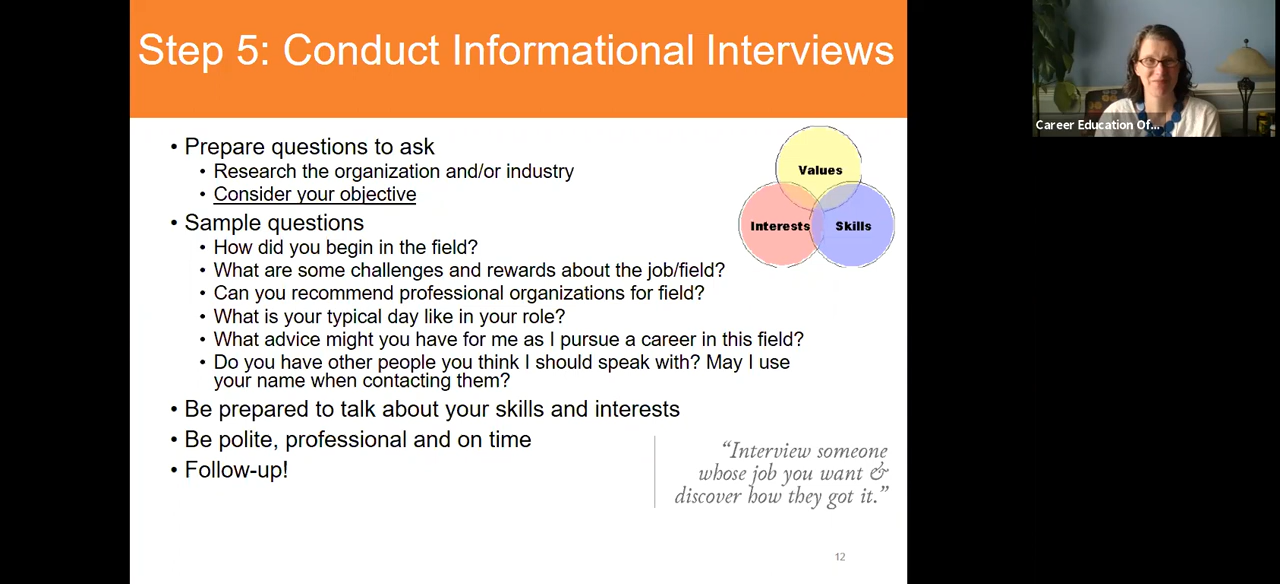 Step 5: Conduct Informational Interviews
• Prepare questions to ask
• Research the organization and/or industry
• Consider your objective
• Sample questions
• How did you begin in the field?
• What are some challenges and rewards about the job/field?
• Can you recommend professional organizations for field?
• What is your typical day like in your role?
• What advice might you have for me as I pursue a career in this field?
• Do you have other people you think I should speak with? May I use
your name when contacting them?
• Be prepared to talk about your skills and interests
• Be polite, professional and on time
• Follow-up!
Values
Interests
Skills
“Interview someone
whose job you want &
discover how they got it.”
12
Career Education Of...